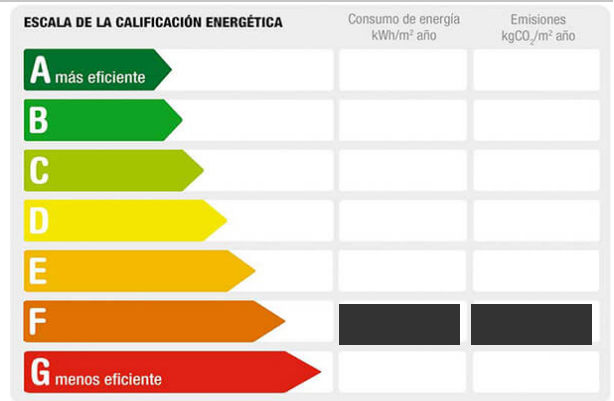 ESCALA DE LA CALIFICACIÓN ENERGÉTICA
Consumo de energía
kWh/m² año
Emisiones
kgCO₂/m² año
A más eficiente
B
C
D
E
F
G menos eficiente